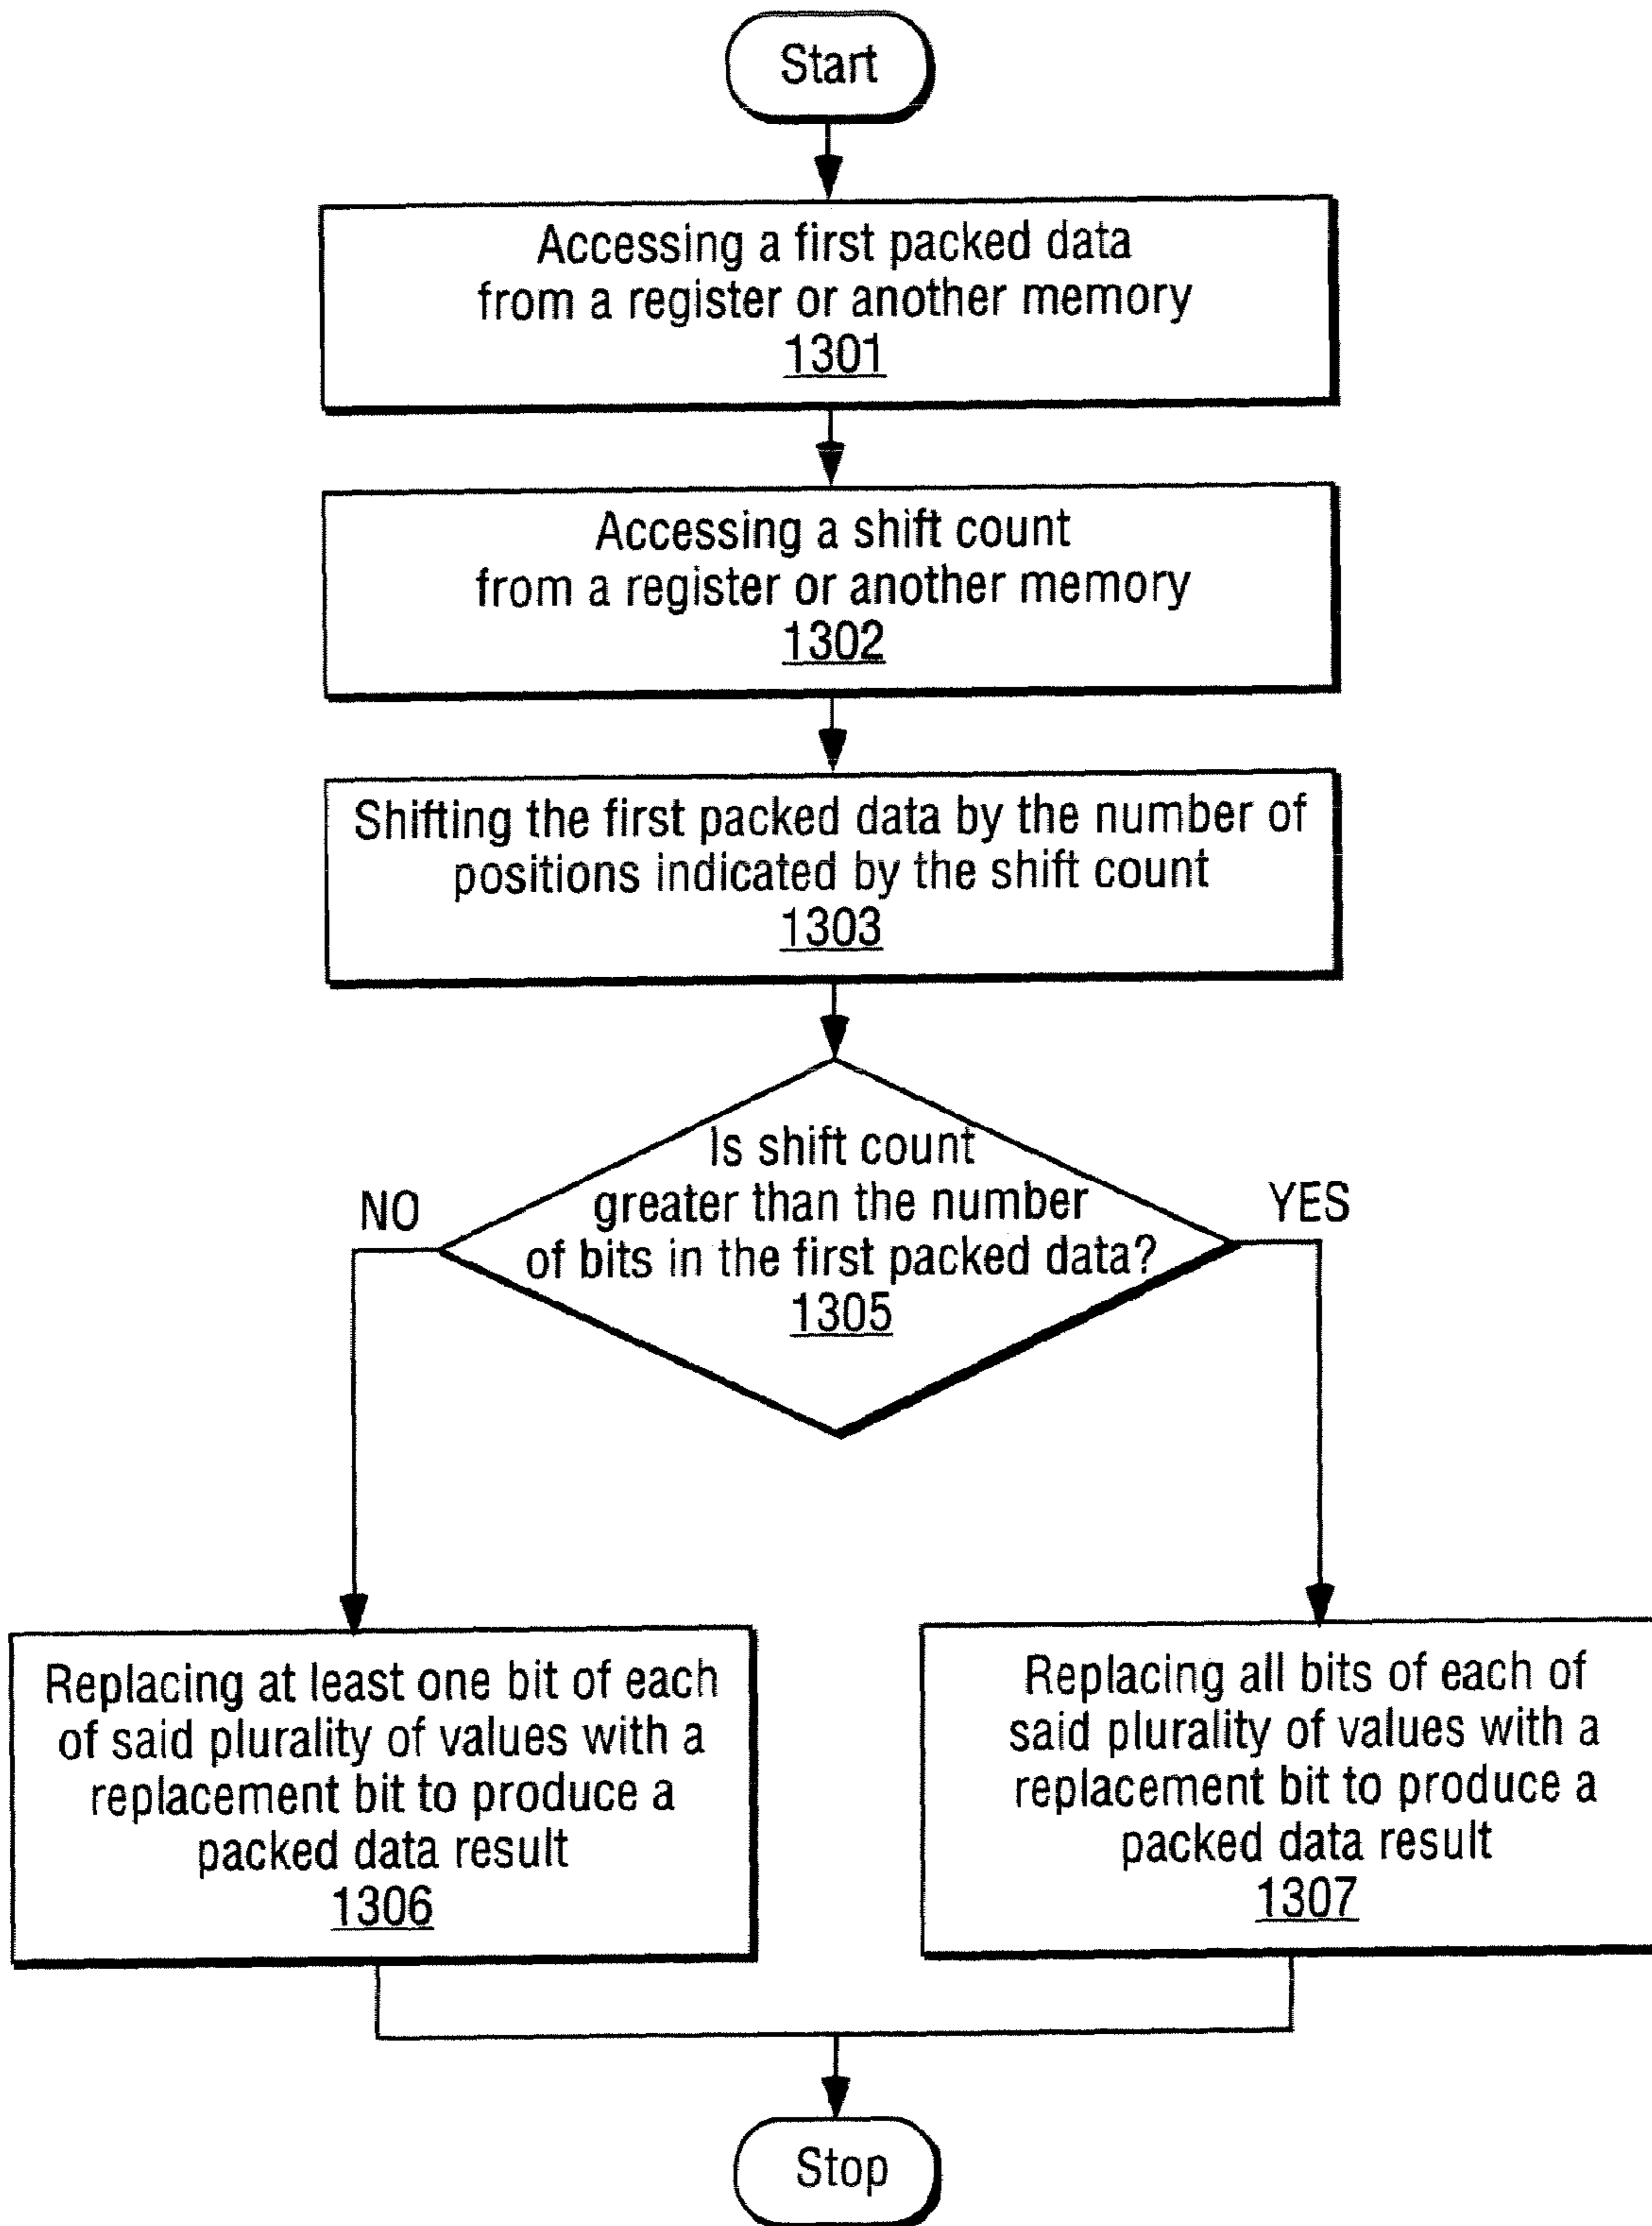 Start
Accessing a first packed data
from a register or another memory
1301
Accessing a shift count
from a register or another memory
1302
Shifting the first packed data by the number of
positions indicated by the shift count
1303
Is shift count
greater than the number
of bits in the first packed data?
1305
NO
YES
Replacing at least one bit of each
of said plurality of values with a
replacement bit to produce a
packed data result
1306
Replacing all bits of each of
said plurality of values with a
replacement bit to produce a
packed data result
1307
Stop